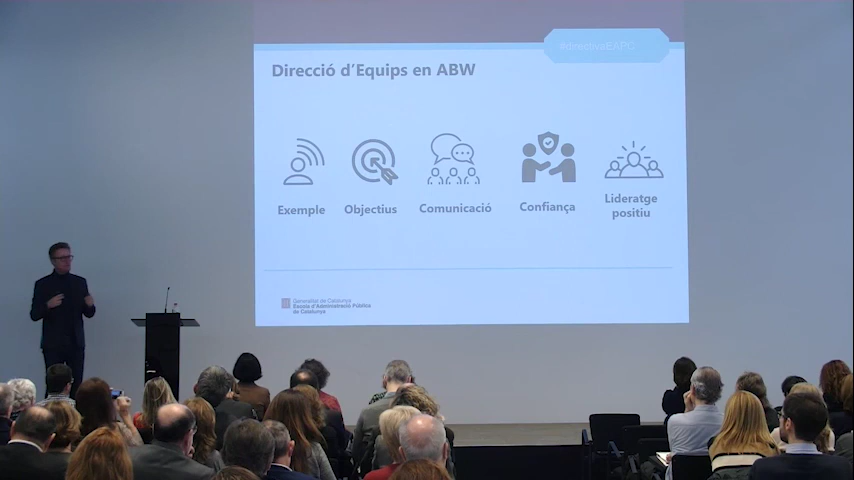 #directivaEAPC
Direcció d'Equips en ABW
Exemple
Objectius
Comunicació
Confiança
Lideratge
positiu
Generalitat de Catalunya
Escola d'Administració Pública
de Catalunya